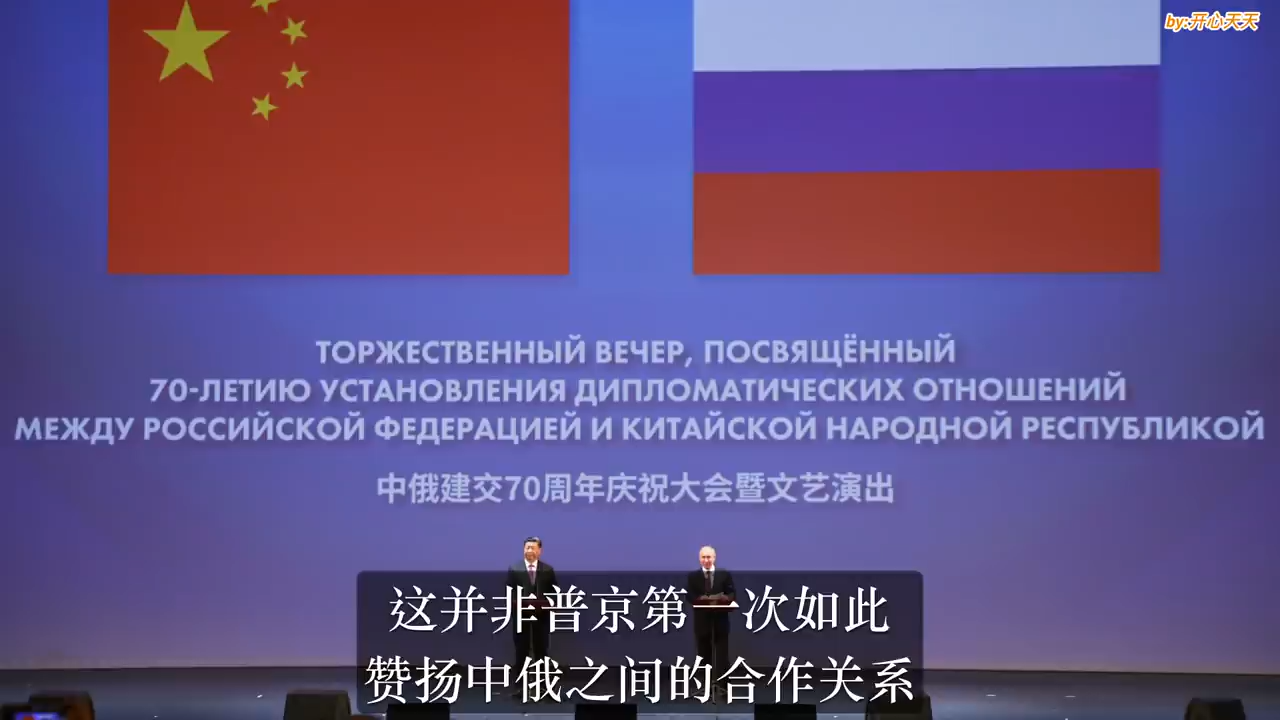 by:开心天天
ТОРЖЕСТВЕННЫЙ ВЕЧЕР, ПОСВЯЩЁННЫЙ
70-ЛЕТИЮ УСТАНОВЛЕНИЯ ДИПЛОМАТИЧЕСКИХ ОТНОШЕНИЙ
МЕЖДУ РОССИЙСКОЙ ФЕДЕРАЦИЕЙ И КИТАЙСКОЙ НАРОДНОЙ РЕСПУБЛИКОЙ
中俄建交70周年庆祝大会暨文艺演出
这并非普京第一次如此
赞扬中俄之间的合作关系